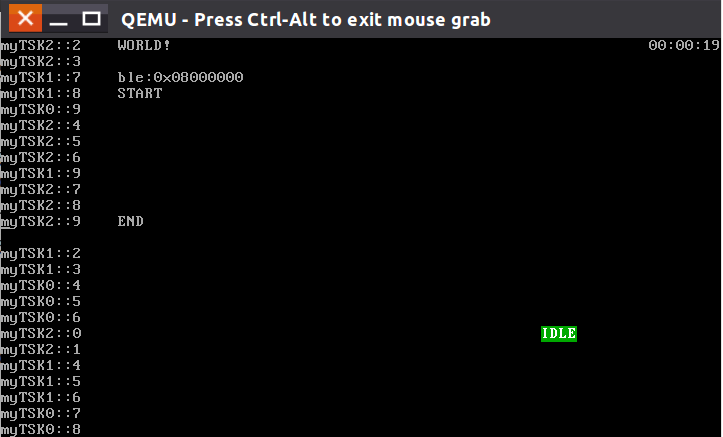 QEMU - Press Ctrl-Alt to exit mouse grab
myTSK2::2 WORLD! 00:00:19
myTSK2::3
myTSK1::7 ble:0x08000000
myTSK1::8 START
myTSK0::9
myTSK2::4
myTSK2::5
myTSK2::6
myTSK1::9
myTSK2::7
myTSK2::8
myTSK2::9 END
myTSK1::2
myTSK1::3
myTSK0::4
myTSK0::5
myTSK0::6
myTSK2::0 IDLE
myTSK2::1
myTSK1::4
myTSK1::5
myTSK1::6
myTSK0::7
myTSK0::8